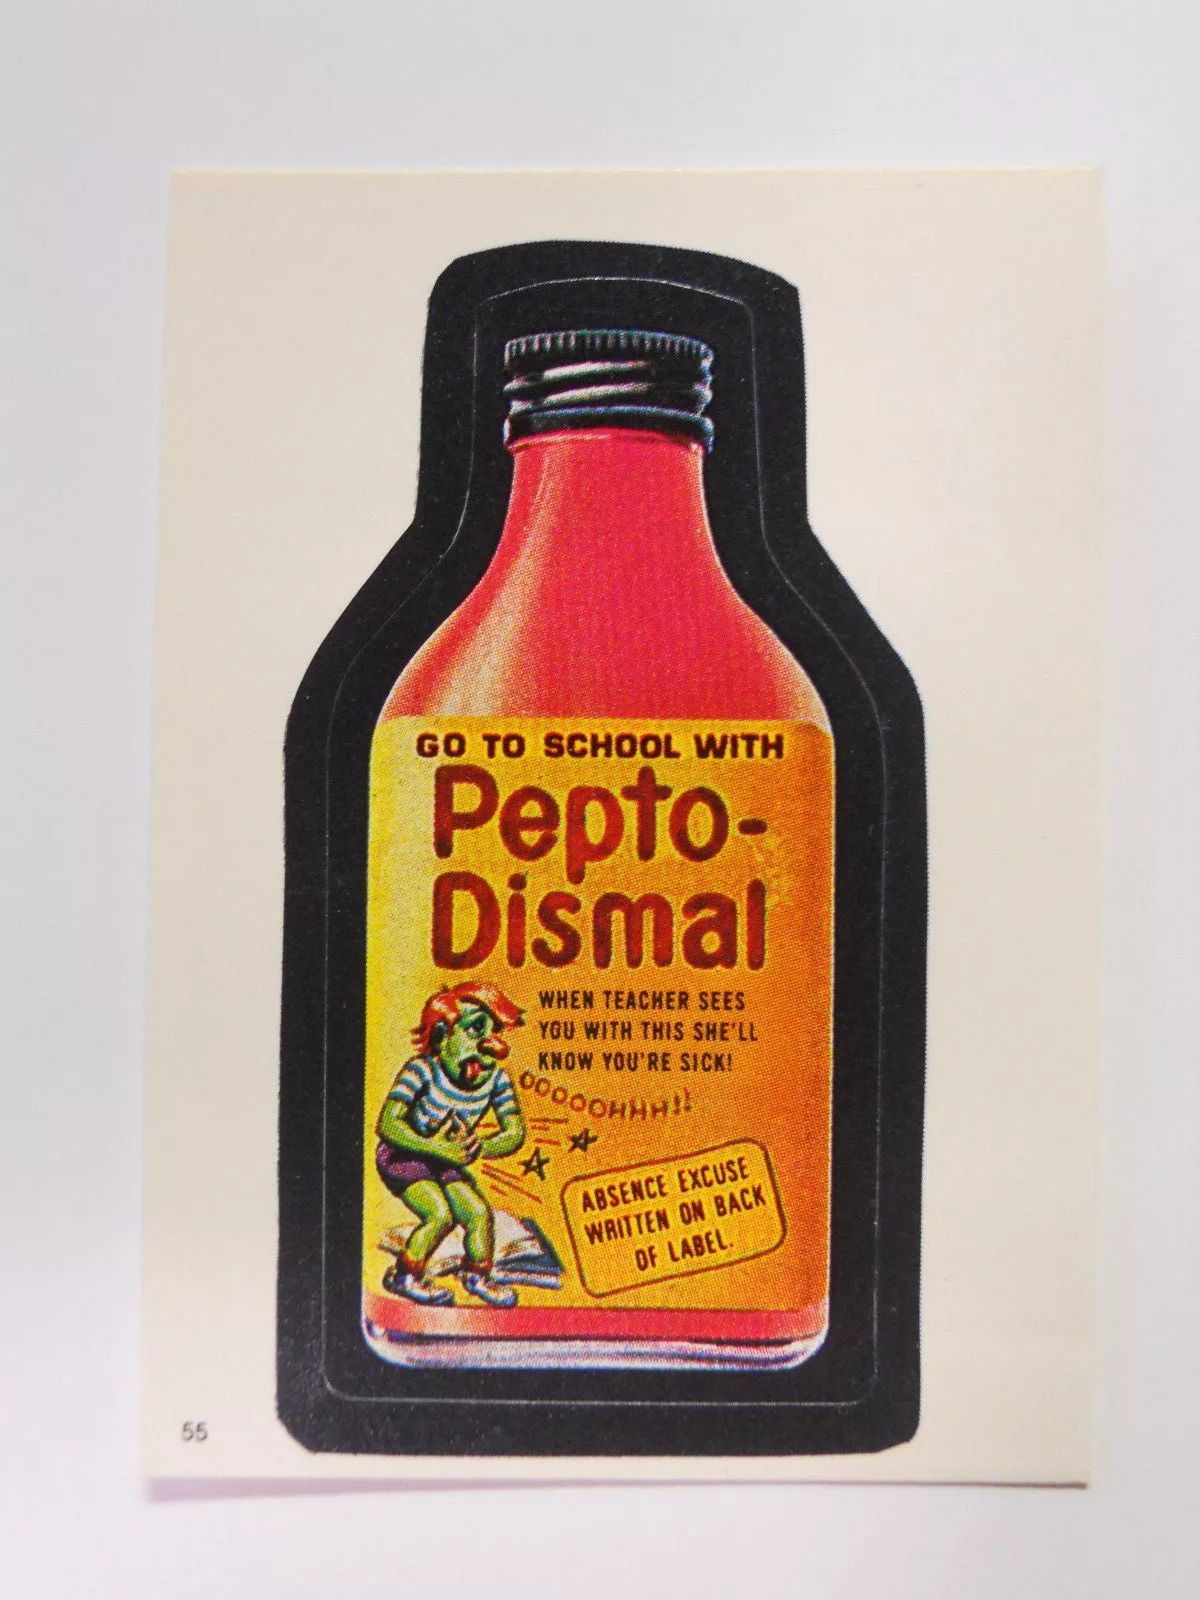 GO TO SCHOOL WITH
Pepto-
Dismal
WHEN TEACHER SEES
YOU WITH THIS SHE'LL
KNOW YOU'RE SICK!
OOOOOHHH!!
ABSENCE EXCUSE
WRITTEN ON BACK
OF LABEL.
55